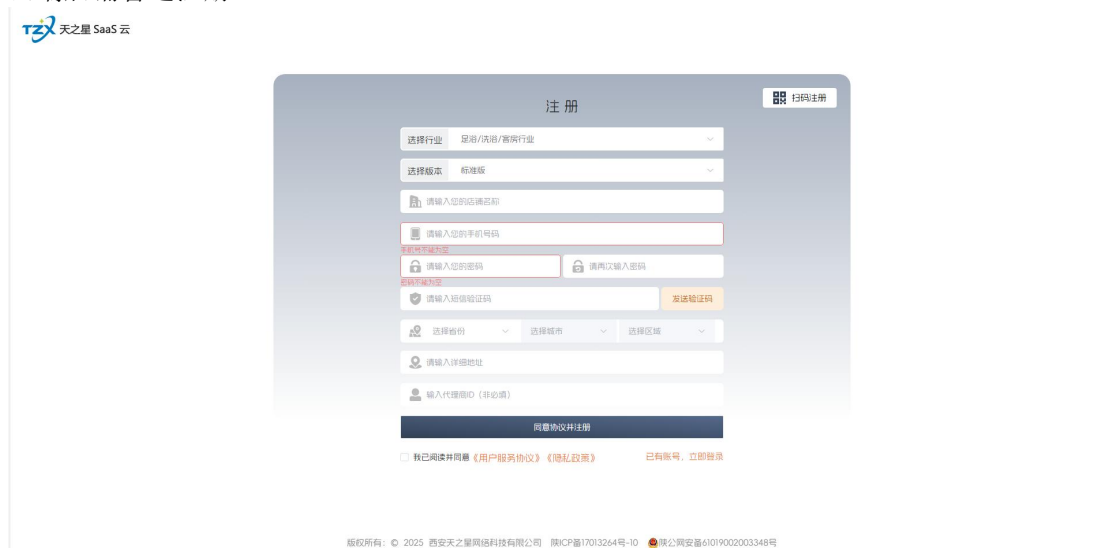 TZX 天之星 SaaS 云
扫码注册
注 册
选择行业 足浴/洗浴/客房行业
选择版本 标准版
请输入您的店铺名称
请输入您的手机号码
手机号不能为空
请输入您的密码 请再次输入密码
密码不能为空
请输入短信验证码 发送验证码
选择省份 选择城市 选择区域
请输入详细地址
输入代理商ID（非必填）
同意协议并注册
我已阅读并同意《用户服务协议》《隐私政策》 已有账号，立即登录
版权所有：© 2025 西安天之星网络科技有限公司 陕ICP备17013264号-10 陕公网安备61019002003348号